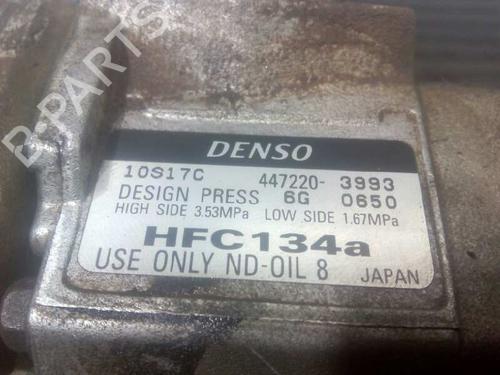 B-PARTS
DENSO
10S17C 447220-3993
DESIGN PRESS 6G 0650
HIGH SIDE 3.53MPa LOW SIDE 1.67MPa
HFC134a
USE ONLY ND-OIL 8 JAPAN